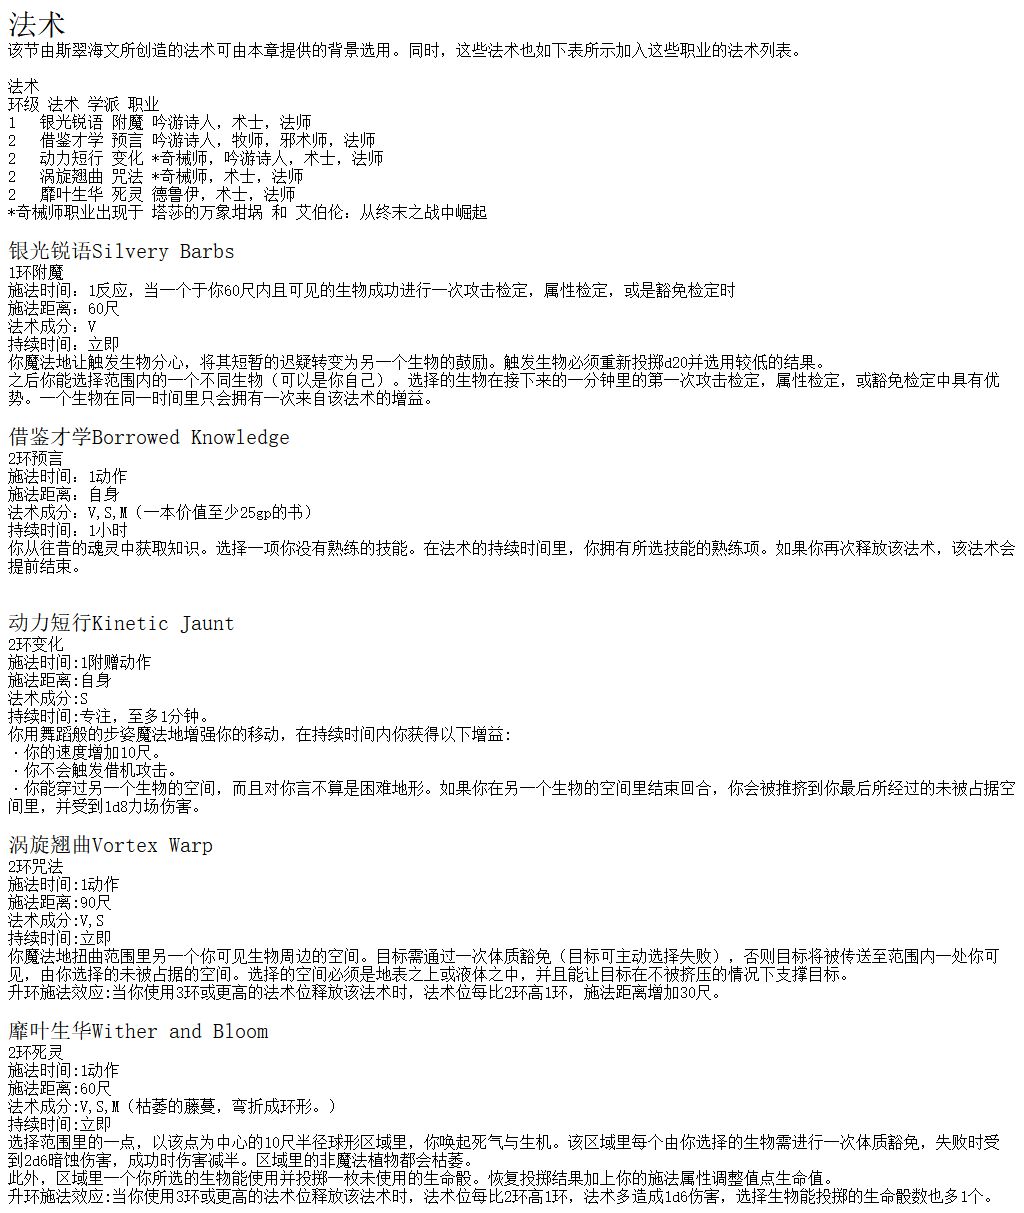 法术
该节由斯翠海文所创造的法术可由本章提供的背景选用。同时，这些法术也如下表所示加入这些职业的法术列表。
法术
环级 法术 学派 职业
1 银光锐语 附魔 吟游诗人，术士，法师
2 借鉴才学 预言 吟游诗人，牧师，邪术师，法师
2 动力短行 变化 *奇械师，吟游诗人，术士，法师
2 涡旋翘曲 咒法 *奇械师，术士，法师
2 靡叶生华 死灵 德鲁伊，术士，法师
*奇械师职业出现于 塔莎的万象坩埚 和 艾伯伦：从终末之战中崛起
银光锐语Silvery Barbs
1环附魔
施法时间：1反应，当一个于你60尺内且可见的生物成功进行一次攻击检定，属性检定，或是豁免检定时
施法距离：60尺
法术成分：V
持续时间：立即
你魔法地让触发生物分心，将其短暂的迟疑转变为另一个生物的鼓励。触发生物必须重新投掷d20并选用较低的结果。
之后你能选择范围内的一个不同生物（可以是你自己）。选择的生物在接下来的一分钟里的第一次攻击检定，属性检定，或豁免检定中具有优
势。一个生物在同一时间里只会拥有一次来自该法术的增益。
借鉴才学Borrowed Knowledge
2环预言
施法时间：1动作
施法距离：自身
法术成分：V,S,M（一本价值至少25gp的书）
持续时间：1小时
你从往昔的魂灵中获取知识。选择一项你没有熟练的技能。在法术的持续时间里，你拥有所选技能的熟练项。如果你再次释放该法术，该法术会
提前结束。
动力短行Kinetic Jaunt
2环变化
施法时间:1附赠动作
施法距离:自身
法术成分:S
持续时间:专注，至多1分钟。
你用舞蹈般的步姿魔法地增强你的移动，在持续时间内你获得以下增益:
·你的速度增加10尺。
·你不会触发借机攻击。
·你能穿过另一个生物的空间，而且对你言不算是困难地形。如果你在另一个生物的空间里结束回合，你会被推挤到你最后所经过的未被占据空
间里，并受到1d8力场伤害。
涡旋翘曲Vortex Warp
2环咒法
施法时间:1动作
施法距离:90尺
法术成分:V,S
持续时间:立即
你魔法地扭曲范围里另一个你可见生物周边的空间。目标需通过一次体质豁免（目标可主动选择失败），否则目标将被传送至范围内一处你可
见，由你选择的未被占据的空间。选择的空间必须是地表之上或液体之中，并且能让目标在不被挤压的情况下支撑目标。
升环施法效应:当你使用3环或更高的法术位释放该法术时，法术位每比2环高1环，施法距离增加30尺。
靡叶生华Wither and Bloom
2环死灵
施法时间:1动作
施法距离:60尺
法术成分:V,S,M（枯萎的藤蔓，弯折成环形。）
持续时间:立即
选择范围里的一点，以该点为中心的10尺半径球形区域里，你唤起死气与生机。该区域里每个由你选择的生物需进行一次体质豁免，失败时受
到2d6暗蚀伤害，成功时伤害减半。区域里的非魔法植物都会枯萎。
此外，区域里一个你所选的生物能使用并投掷一枚未使用的生命骰。恢复投掷结果加上你的施法属性调整值点生命值。
升环施法效应:当你使用3环或更高的法术位释放该法术时，法术位每比2环高1环，法术多造成1d6伤害，选择生物能投掷的生命骰数也多1个。